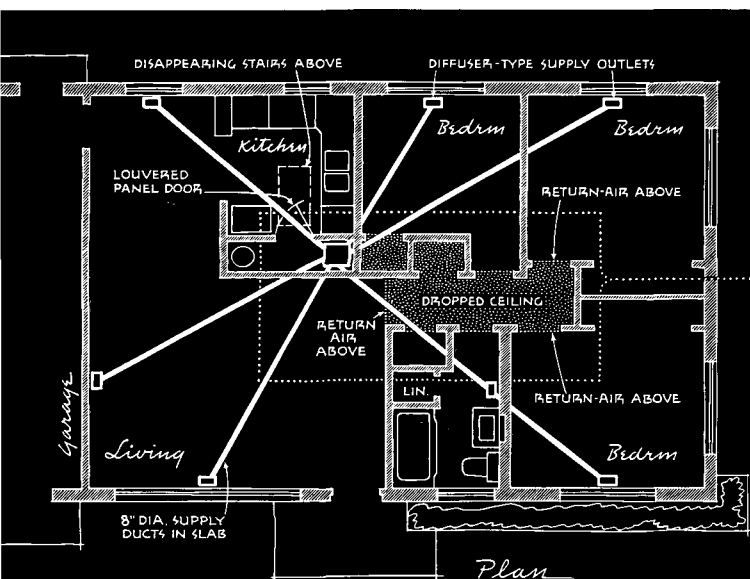 DISAPPEARING STAIRS ABOVE
DIFFUSER-TYPE SUPPLY OUTLETS
Kitchen
Bedrm
Bedrm
LOUVERED
PANEL DOOR
RETURN-AIR ABOVE
DROPPED CEILING
RETURN
AIR
ABOVE
LIN.
RETURN-AIR ABOVE
Garage
Living
Bedrm
8" DIA. SUPPLY
DUCTS IN SLAB
Plan